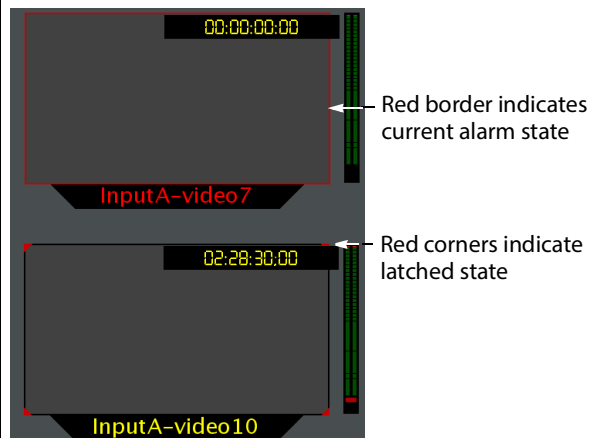 00:00:00:00
Red border indicates
current alarm state
InputA-video7
Red corners indicate
latched state
02:28:30;00
InputA-video10